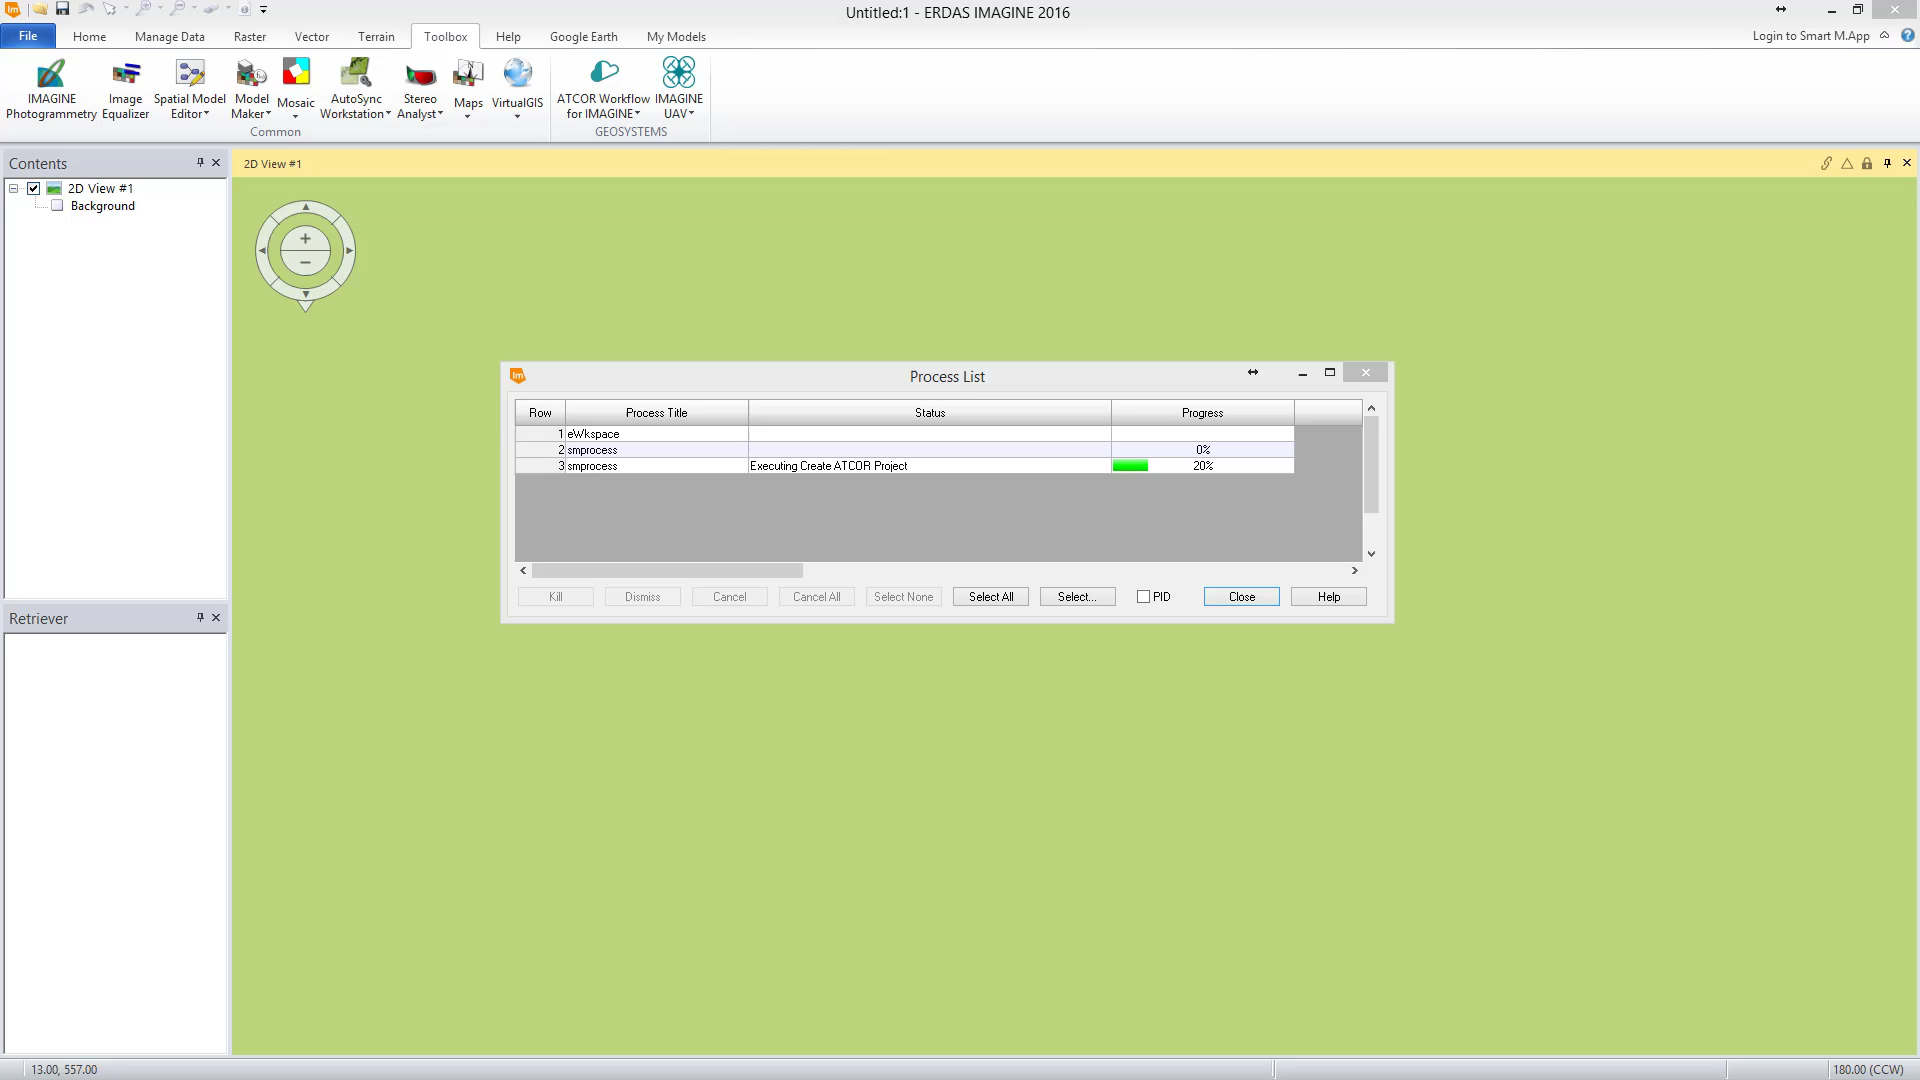 Untitled:1 - ERDAS IMAGINE 2016
File Home Manage Data Raster Vector Terrain Toolbox Help Google Earth My Models Login to Smart M.App
IMAGINE Photogrammetry
Image Equalizer
Spatial Model Editor
Model Maker
Mosaic
AutoSync Workstation
Stereo Analyst
Maps
VirtualGIS
Common
ATCOR Workflow for IMAGINE
IMAGINE UAV
GEOSYSTEMS
Contents
2D View #1
Background
Retriever
2D View #1
Im
Process List
Row Process Title Status Progress
1 eWkspace
2 smprocess 0%
3 smprocess Executing Create ATCOR Project 20%
Kill Dismiss Cancel Cancel All Select None Select All Select... PID Close Help
13.00, 557.00
180.00 (CCW)